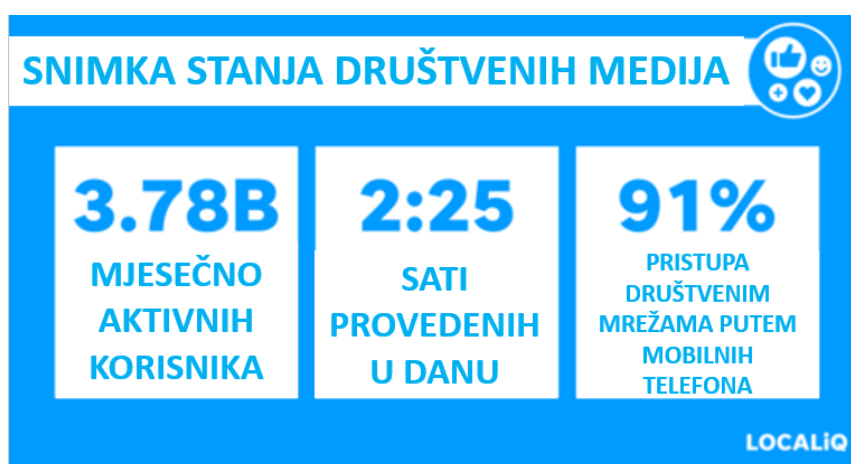 SNIMKA STANJA DRUŠTVENIH MEDIJA
3.78B
MJESEČNO
AKTIVNIH
KORISNIKA
2:25
SATI
PROVEDENIH
U DANU
91%
PRISTUPA
DRUŠTVENIM
MREŽAMA PUTEM
MOBILNIH
TELEFONA
LOCALiQ